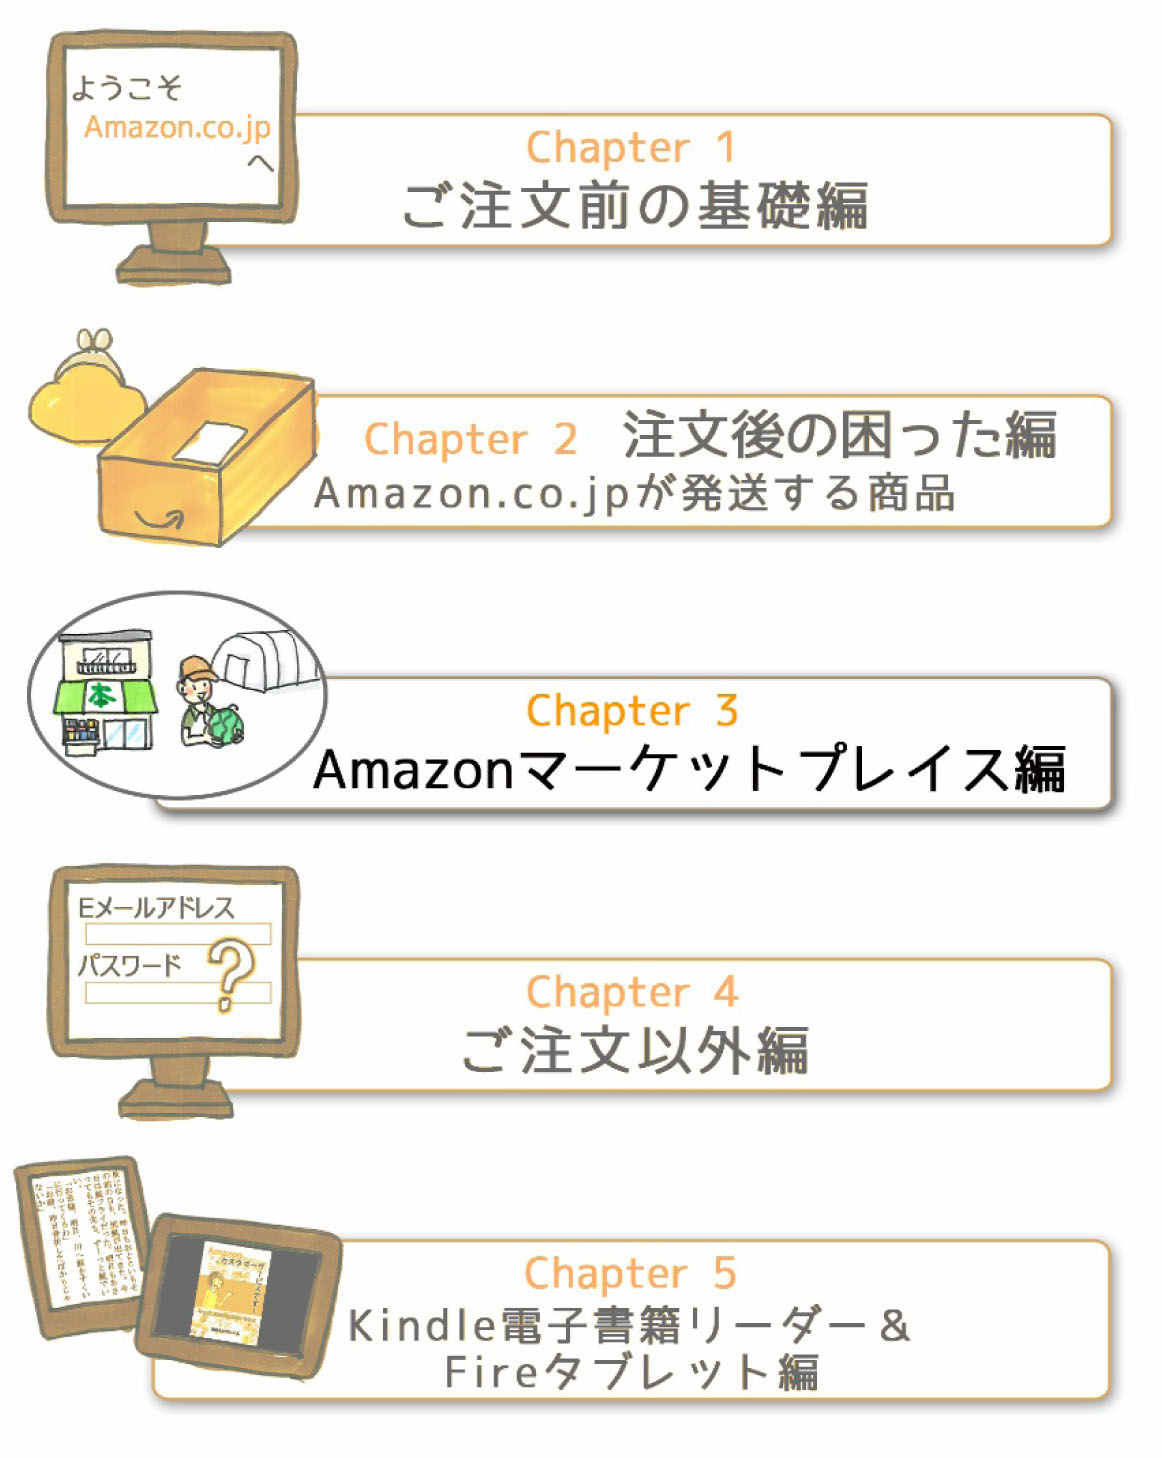 ようこそ
Amazon.co.jp
へ
Chapter 1
ご注文前の基礎編
Chapter 2 注文後の困った編
Amazon.co.jpが発送する商品
本
Chapter 3
Amazonマーケットプレイス編
Eメールアドレス
パスワード
?
Chapter 4
ご注文以外編
Chapter 5
Kindle電子書籍リーダー&
Fireタブレット編